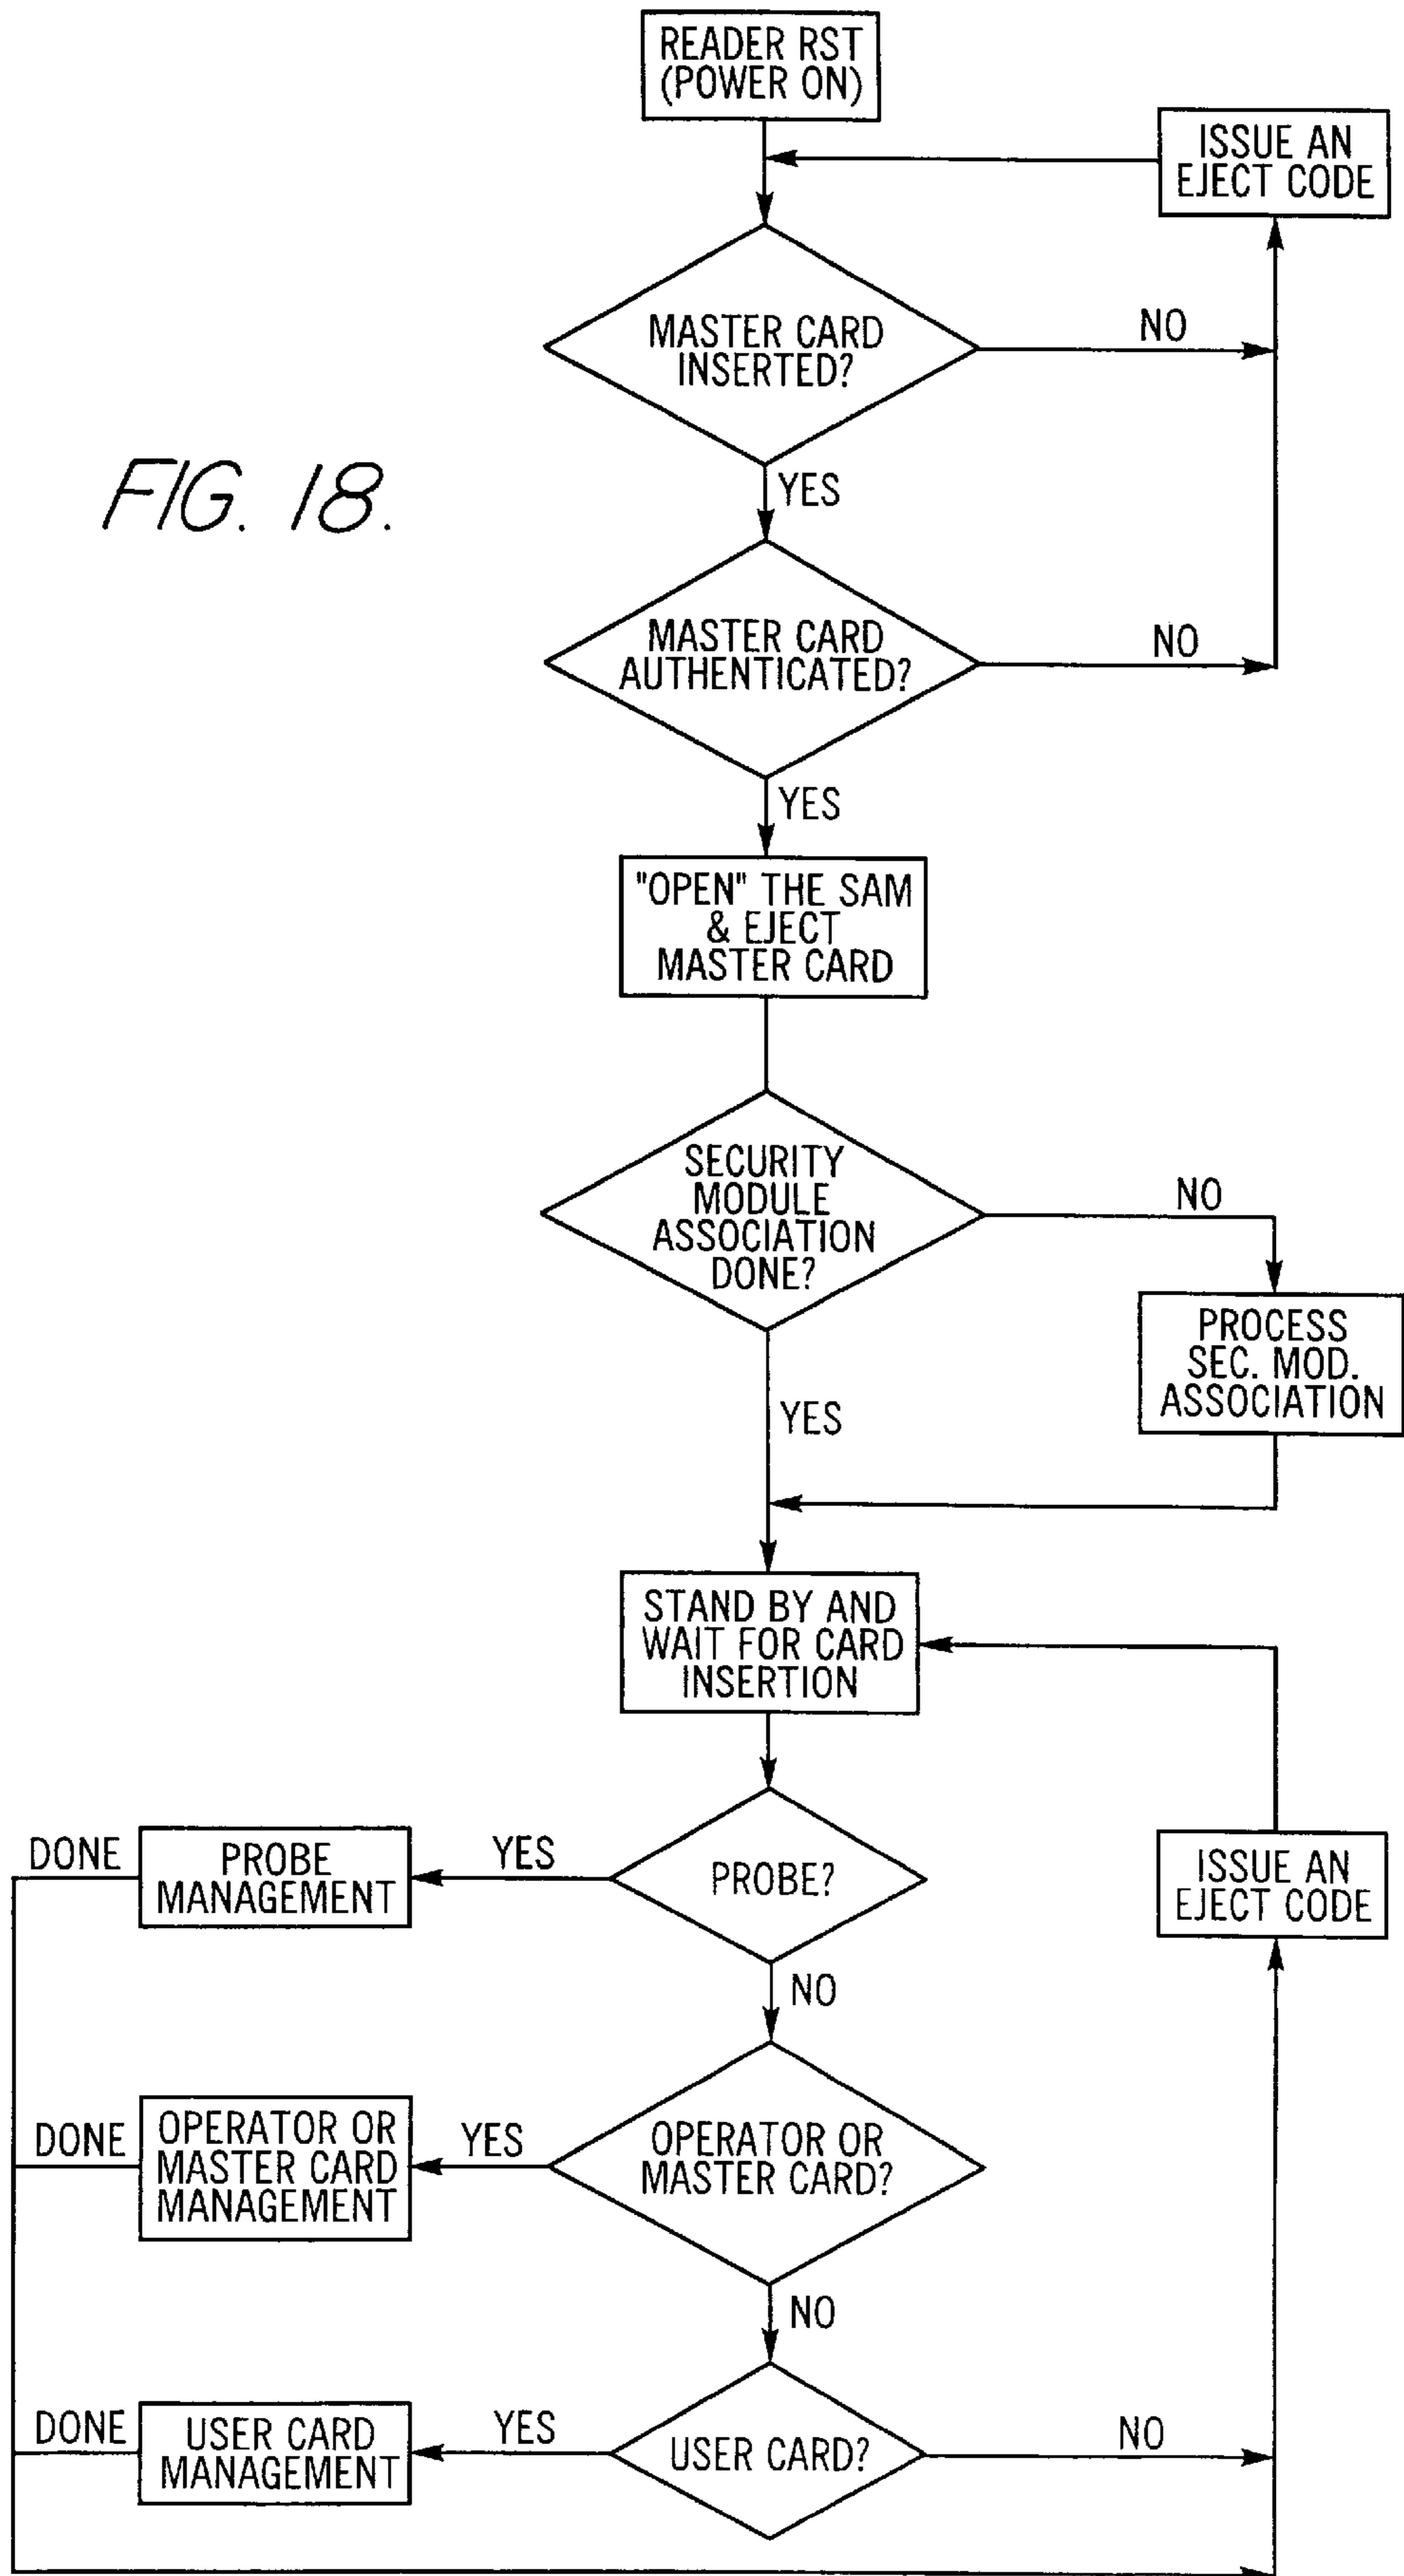 READER RST
(POWER ON)
ISSUE AN
EJECT CODE
MASTER CARD
INSERTED?
NO
FIG. 18.
YES
MASTER CARD
AUTHENTICATED?
NO
YES
"OPEN" THE SAM
& EJECT
MASTER CARD
SECURITY
MODULE
ASSOCIATION
DONE?
NO
PROCESS
SEC. MOD.
ASSOCIATION
YES
STAND BY AND
WAIT FOR CARD
INSERTION
DONE
PROBE
MANAGEMENT
YES
PROBE?
ISSUE AN
EJECT CODE
NO
DONE
OPERATOR OR
MASTER CARD
MANAGEMENT
YES
OPERATOR OR
MASTER CARD?
NO
DONE
USER CARD
MANAGEMENT
YES
USER CARD?
NO